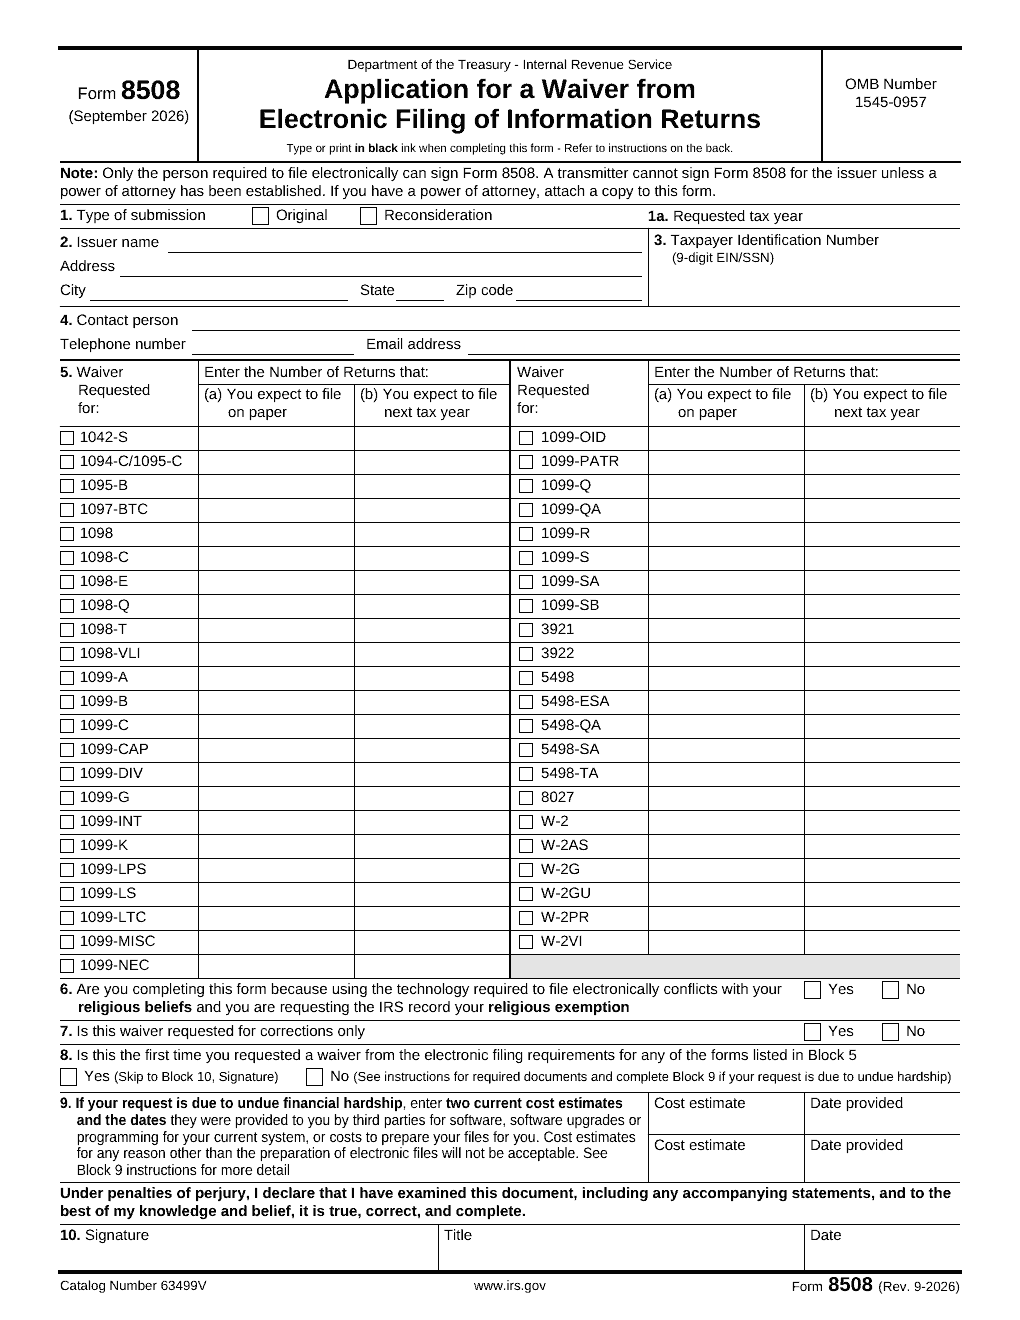 Form 8508
(September 2026)
Department of the Treasury - Internal Revenue Service
Application for a Waiver from
Electronic Filing of Information Returns
Type or print in black ink when completing this form - Refer to instructions on the back.
OMB Number
1545-0957
Note: Only the person required to file electronically can sign Form 8508. A transmitter cannot sign Form 8508 for the issuer unless a
power of attorney has been established. If you have a power of attorney, attach a copy to this form.
1. Type of submission Original Reconsideration 1a. Requested tax year
2. Issuer name
Address
City State Zip code
3. Taxpayer Identification Number
(9-digit EIN/SSN)
4. Contact person
Telephone number Email address
5. Waiver
Requested
for:
Enter the Number of Returns that:
(a) You expect to file
on paper
(b) You expect to file
next tax year
Waiver
Requested
for:
Enter the Number of Returns that:
(a) You expect to file
on paper
(b) You expect to file
next tax year
1042-S 1099-OID
1094-C/1095-C 1099-PATR
1095-B 1099-Q
1097-BTC 1099-QA
1098 1099-R
1098-C 1099-S
1098-E 1099-SA
1098-Q 1099-SB
1098-T 3921
1098-VLI 3922
1099-A 5498
1099-B 5498-ESA
1099-C 5498-QA
1099-CAP 5498-SA
1099-DIV 5498-TA
1099-G 8027
1099-INT W-2
1099-K W-2AS
1099-LPS W-2G
1099-LS W-2GU
1099-LTC W-2PR
1099-MISC W-2VI
1099-NEC
6. Are you completing this form because using the technology required to file electronically conflicts with your
religious beliefs and you are requesting the IRS record your religious exemption
Yes No
7. Is this waiver requested for corrections only Yes No
8. Is this the first time you requested a waiver from the electronic filing requirements for any of the forms listed in Block 5
Yes (Skip to Block 10, Signature) No (See instructions for required documents and complete Block 9 if your request is due to undue hardship)
9. If your request is due to undue financial hardship, enter two current cost estimates
and the dates they were provided to you by third parties for software, software upgrades or
programming for your current system, or costs to prepare your files for you. Cost estimates
for any reason other than the preparation of electronic files will not be acceptable. See
Block 9 instructions for more detail
Cost estimate Date provided
Cost estimate Date provided
Under penalties of perjury, I declare that I have examined this document, including any accompanying statements, and to the
best of my knowledge and belief, it is true, correct, and complete.
10. Signature Title Date
Catalog Number 63499V www.irs.gov Form 8508 (Rev. 9-2026)